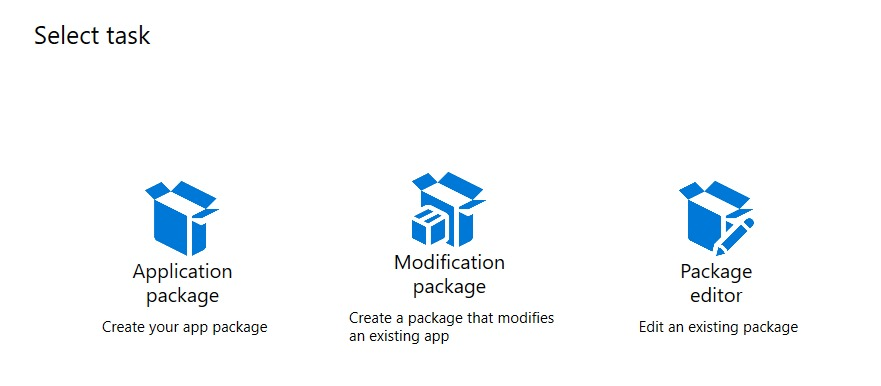 Select task
Application
package
Create your app package
Modification
package
Create a package that modifies
an existing app
Package
editor
Edit an existing package